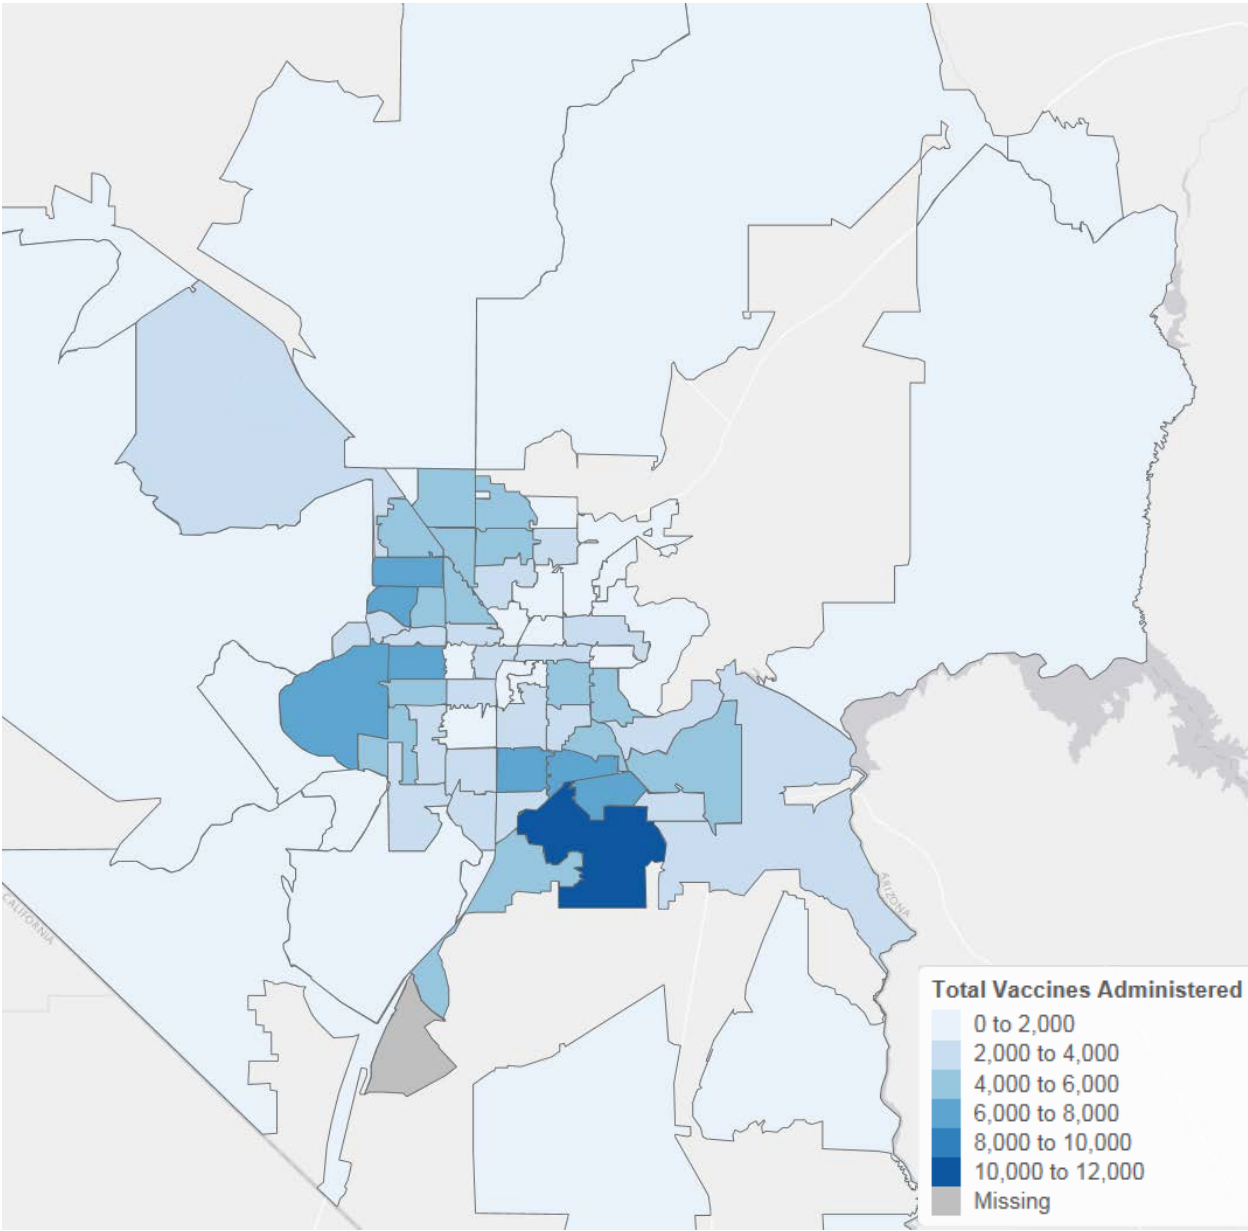 ARIZONA
CALIFORNIA
Total Vaccines Administered
0 to 2,000
2,000 to 4,000
4,000 to 6,000
6,000 to 8,000
8,000 to 10,000
10,000 to 12,000
Missing